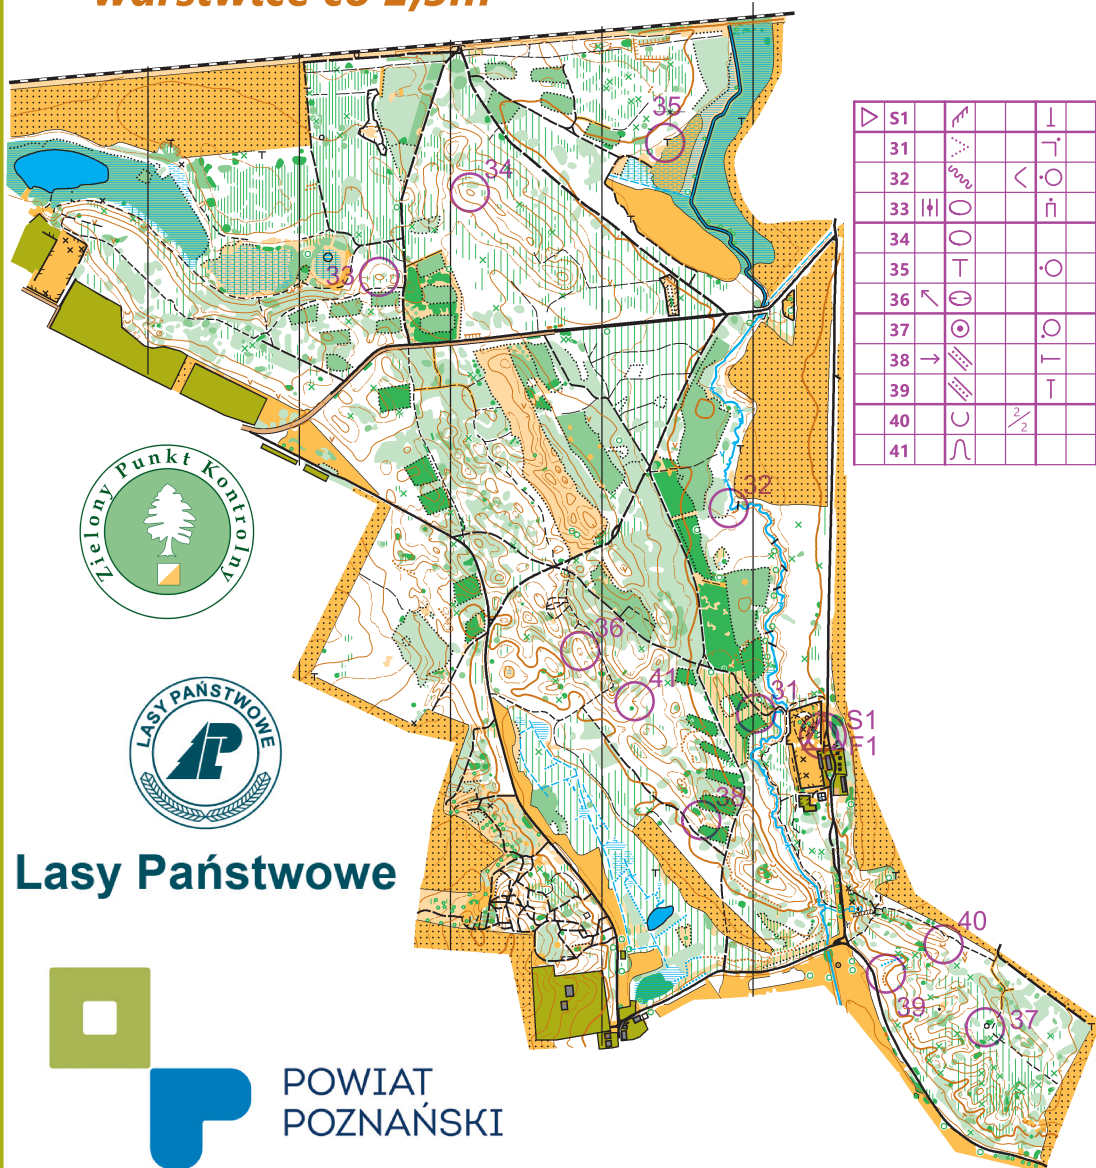 warstwice co 2,5m
35
34
33
32
36
41
31
S1
F1
38
40
39
37
S1
31
32
33
34
35
36
37
38
39
40 2/2
41
Zielony Punkt Kontrolny
LASY PAŃSTWOWE
Lasy Państwowe
POWIAT
POZNAŃSKI